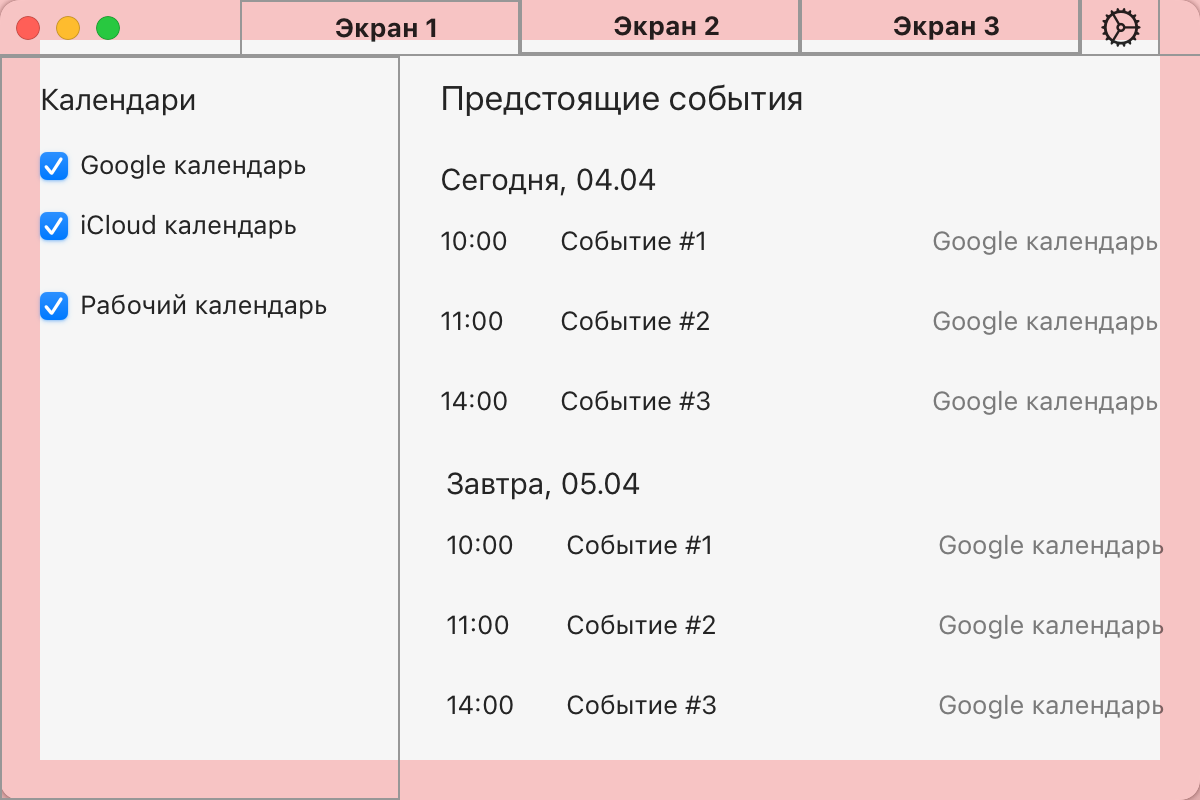 Экран 1 Экран 2 Экран 3
Календари
Google календарь
iCloud календарь
Рабочий календарь
Предстоящие события
Сегодня, 04.04
10:00 Событие #1 Google календарь
11:00 Событие #2 Google календарь
14:00 Событие #3 Google календарь
Завтра, 05.04
10:00 Событие #1 Google календарь
11:00 Событие #2 Google календарь
14:00 Событие #3 Google календарь